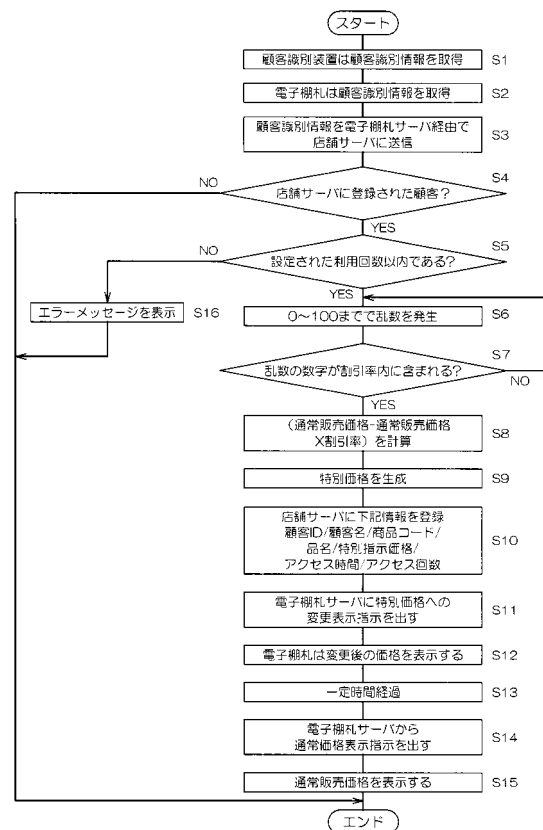 スタート
顧客識別装置は顧客識別情報を取得 S1
電子棚札は顧客識別情報を取得 S2
顧客識別情報を電子棚札サーバ経由で
店舗サーバに送信 S3
S4
NO
店舗サーバに登録された顧客?
YES
S5
NO
設定された利用回数以内である?
YES
エラーメッセージを表示 S16
0〜100までで乱数を発生 S6
S7
乱数の数字が割引率内に含まれる?
NO
YES
(通常販売価格-通常販売価格
X割引率)を計算 S8
特別価格を生成 S9
店舗サーバに下記情報を登録
顧客ID/顧客名/商品コード/
品名/特別指示価格/
アクセス時間/アクセス回数 S10
電子棚札サーバに特別価格への
変更表示指示を出す S11
電子棚札は変更後の価格を表示する S12
一定時間経過 S13
電子棚札サーバから
通常価格表示指示を出す S14
通常販売価格を表示する S15
エンド